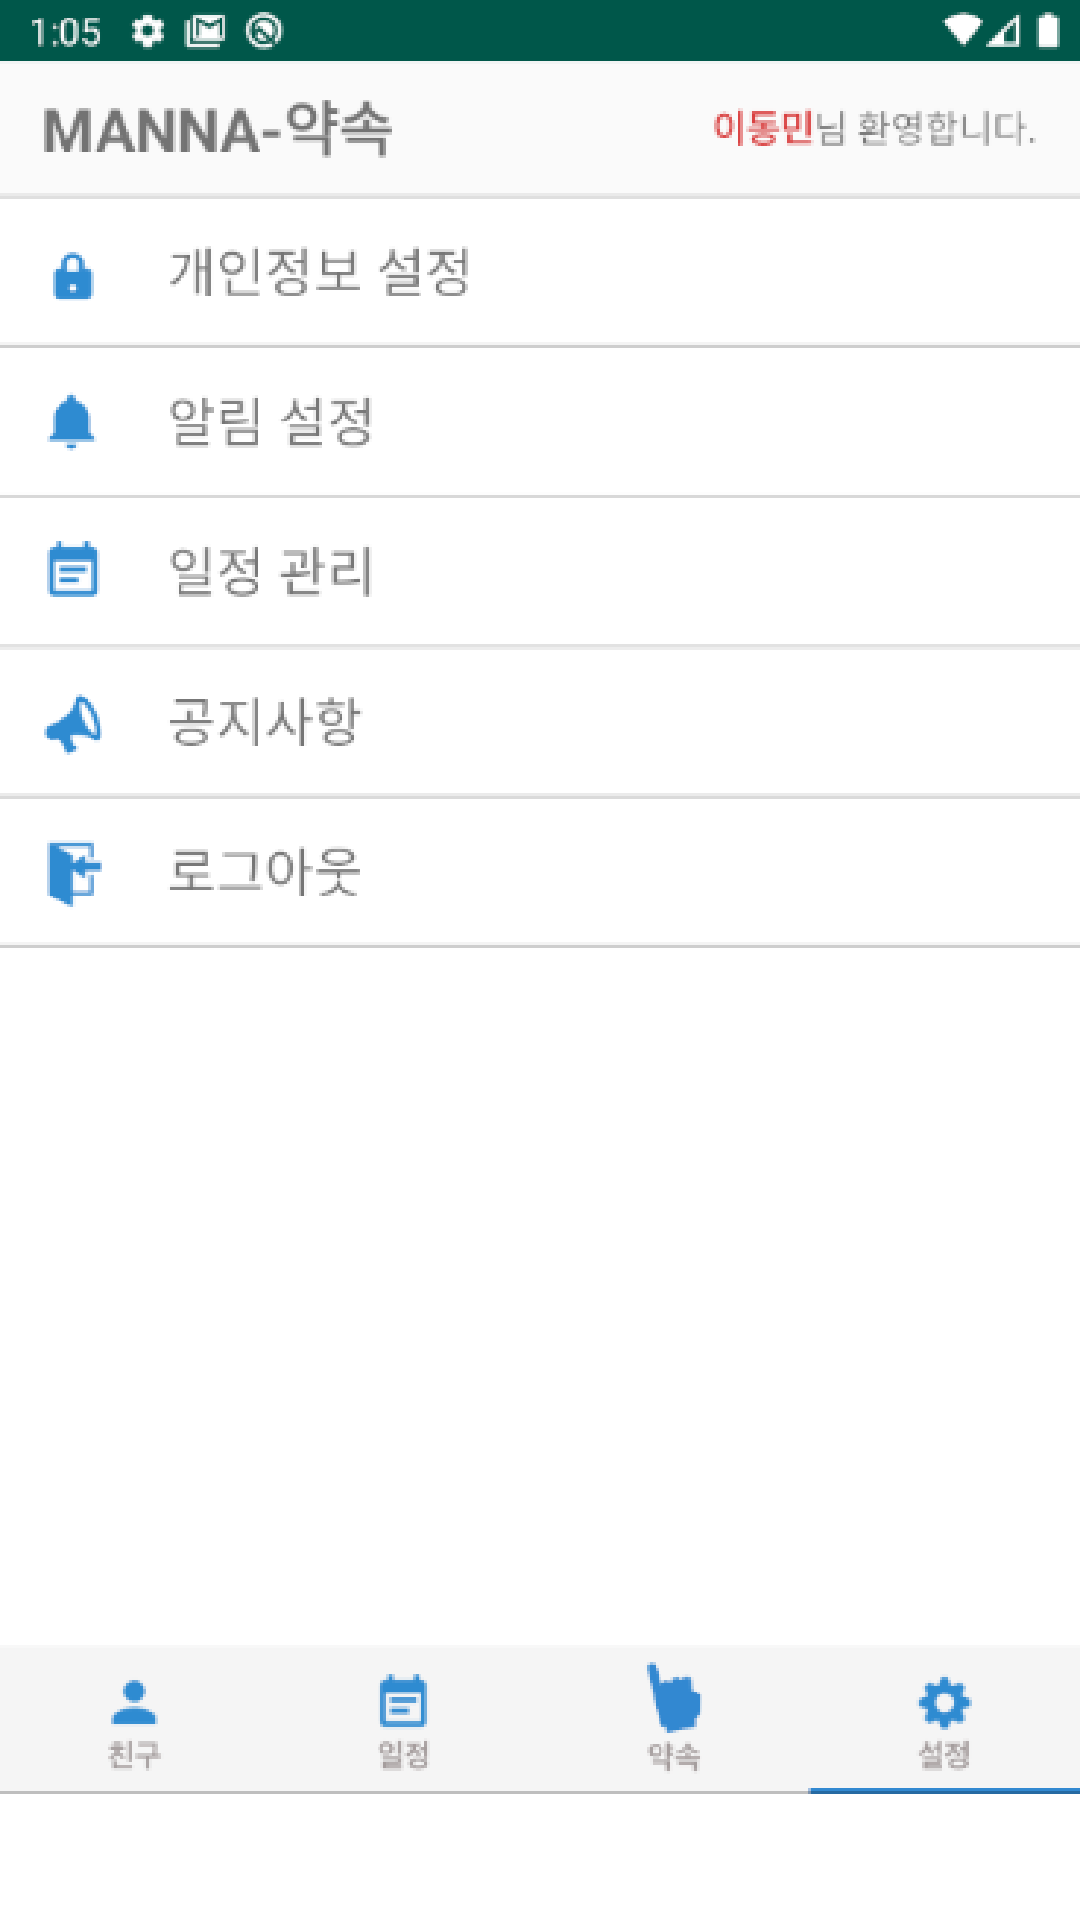 1:05
MANNA-약속
이동민님 환영합니다.
개인정보 설정
알림 설정
일정 관리
공지사항
로그아웃
친구 일정 약속 설정